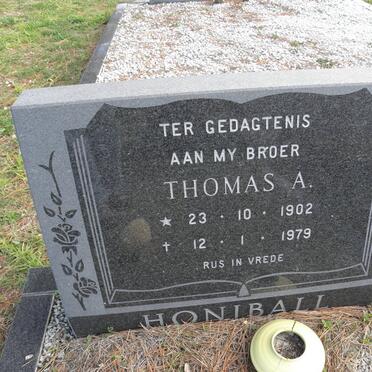 TER GEDAGTENIS
AAN MY BROER
THOMAS A.
★ 23 · 10 · 1902
† 12 · 1 · 1979
RUS IN VREDE
HONIBALL